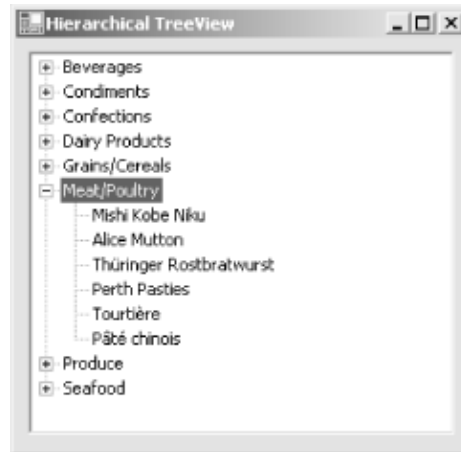 Hierarchical TreeView
Beverages
Condiments
Confections
Dairy Products
Grains/Cereals
Meat/Poultry
Mishi Kobe Niku
Alice Mutton
Thüringer Rostbratwurst
Perth Pasties
Tourtière
Pâté chinois
Produce
Seafood